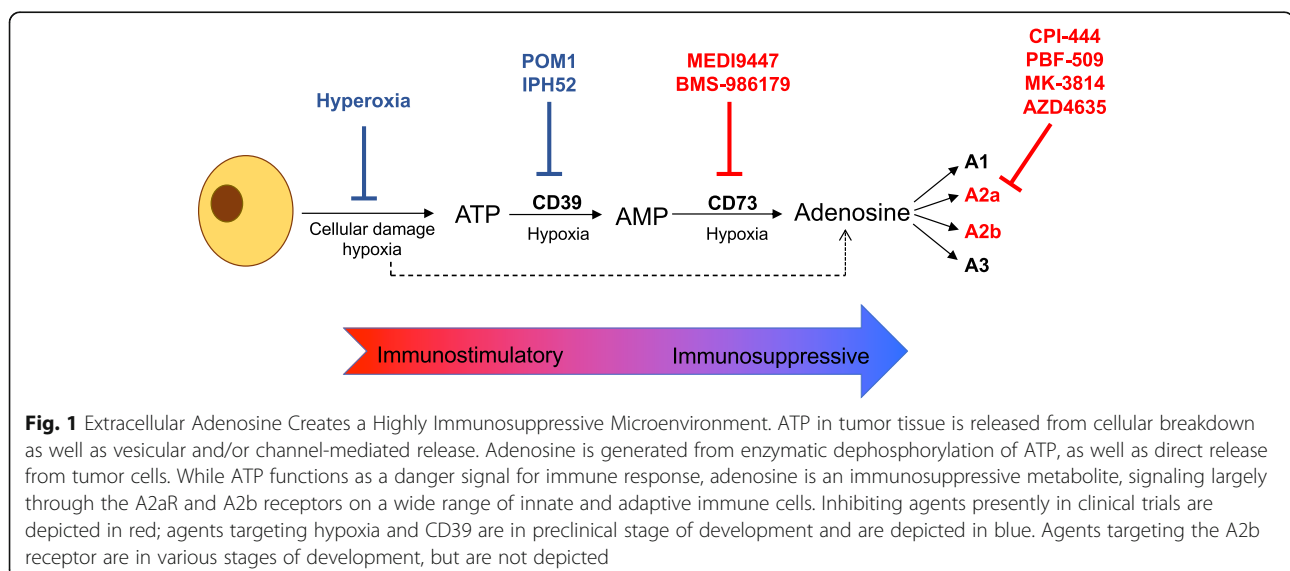 CPI-444
PBF-509
MK-3814
AZD4635
POM1
IPH52
MEDI9447
BMS-986179
Hyperoxia
A1
A2a
A2b
A3
ATP
CD39
Hypoxia
AMP
CD73
Hypoxia
Adenosine
Cellular damage
hypoxia
Immunostimulatory
Immunosuppressive
Fig. 1 Extracellular Adenosine Creates a Highly Immunosuppressive Microenvironment. ATP in tumor tissue is released from cellular breakdown
as well as vesicular and/or channel-mediated release. Adenosine is generated from enzymatic dephosphorylation of ATP, as well as direct release
from tumor cells. While ATP functions as a danger signal for immune response, adenosine is an immunosuppressive metabolite, signaling largely
through the A2aR and A2b receptors on a wide range of innate and adaptive immune cells. Inhibiting agents presently in clinical trials are
depicted in red; agents targeting hypoxia and CD39 are in preclinical stage of development and are depicted in blue. Agents targeting the A2b
receptor are in various stages of development, but are not depicted